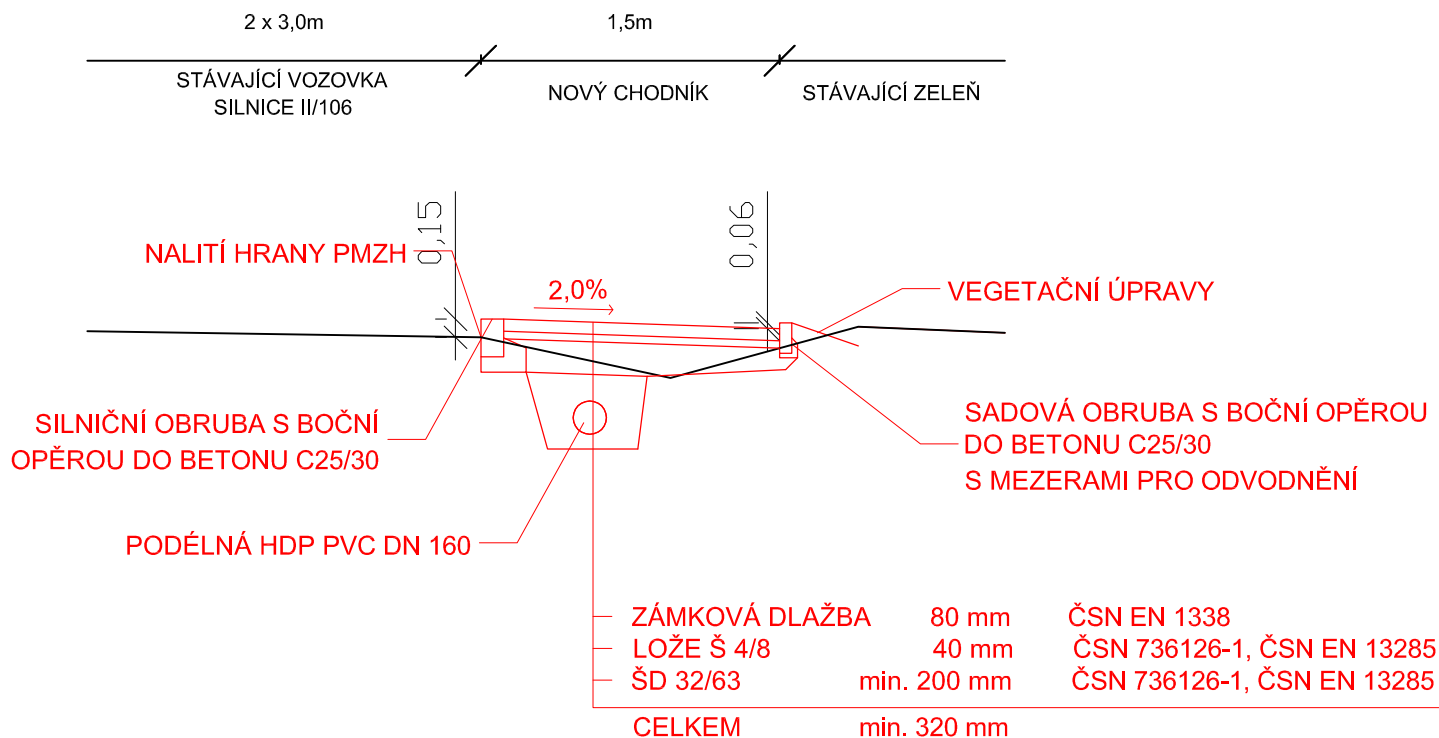 2 x 3,0m
1,5m
STÁVAJÍCÍ VOZOVKA
SILNICE II/106
NOVÝ CHODNÍK
STÁVAJÍCÍ ZELEŇ
0,15
0,06
NALITÍ HRANY PMZH
2,0%
VEGETAČNÍ ÚPRAVY
SILNIČNÍ OBRUBA S BOČNÍ
OPĚROU DO BETONU C25/30
SADOVÁ OBRUBA S BOČNÍ OPĚROU
DO BETONU C25/30
S MEZERAMI PRO ODVODNĚNÍ
PODÉLNÁ HDP PVC DN 160
ZÁMKOVÁ DLAŽBA 80 mm ČSN EN 1338
LOŽE Š 4/8 40 mm ČSN 736126-1, ČSN EN 13285
ŠD 32/63 min. 200 mm ČSN 736126-1, ČSN EN 13285
CELKEM min. 320 mm